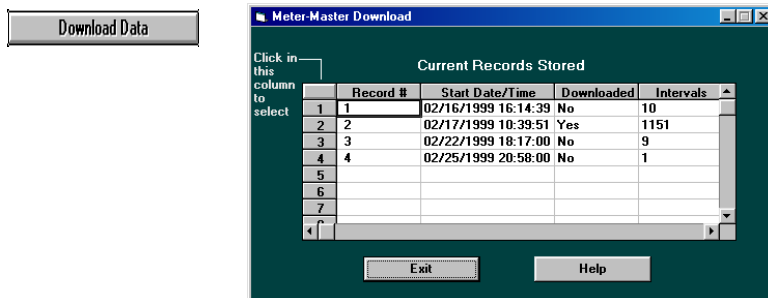 Download Data
Meter-Master Download
Click in
this
column
to
select
Current Records Stored
Record # Start Date/Time Downloaded Intervals
1 1 02/16/1999 16:14:39 No 10
2 2 02/17/1999 10:39:51 Yes 1151
3 3 02/22/1999 18:17:00 No 9
4 4 02/25/1999 20:58:00 No 1
5
6
7
Exit Help